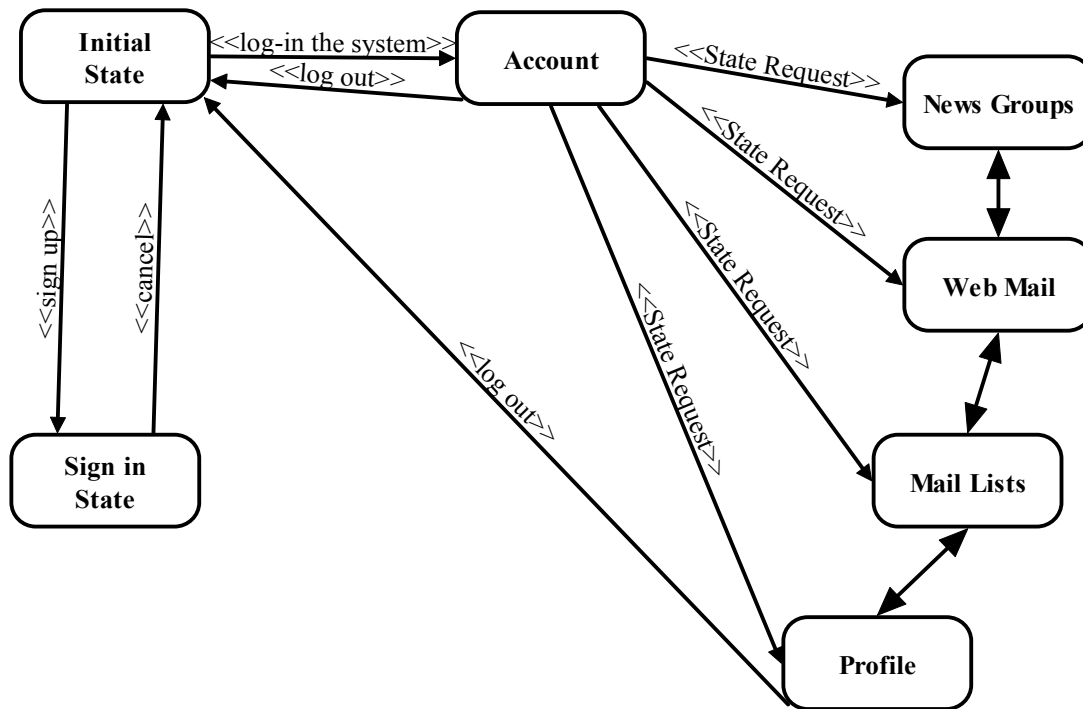 Initial
State
<<log-in the system>>
<<log out>>
Account
<<State Request>>
News Groups
<<State Request>>
Web Mail
<<State Request>>
Mail Lists
<<State Request>>
Profile
<<log out>>
<<sign up>>
<<cancel>>
Sign in
State